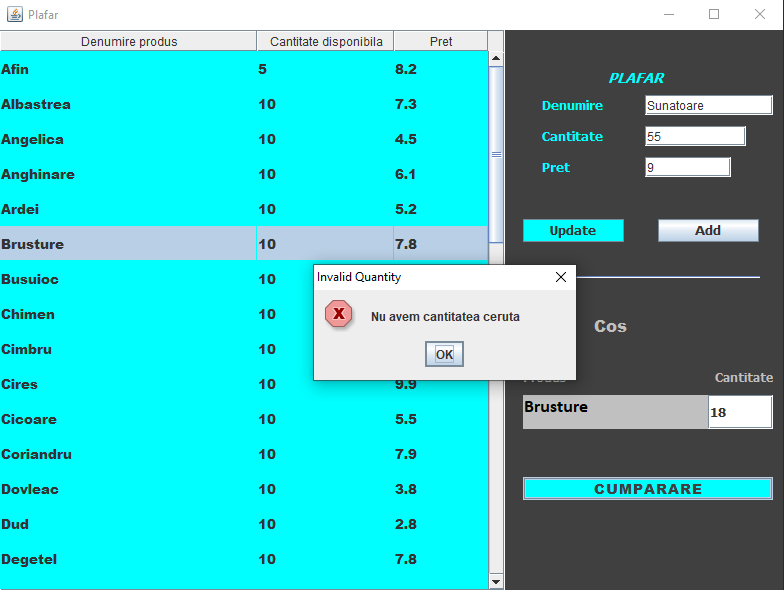 Plafar
Denumire produs Cantitate disponibila Pret
Afin 5 8.2
Albastrea 10 7.3
Angelica 10 4.5
Anghinare 10 6.1
Ardei 10 5.2
Brusture 10 7.8
Busuioc 10
Chimen 10
Cimbru 10
Cires 10 9.9
Cicoare 10 5.5
Coriandru 10 7.9
Dovleac 10 3.8
Dud 10 2.8
Degetel 10 7.8
PLAFAR
Denumire Sunatoare
Cantitate 55
Pret 9
Update Add
Invalid Quantity
Nu avem cantitatea ceruta
OK
Cos
Produs Cantitate
Brusture 18
CUMPARARE